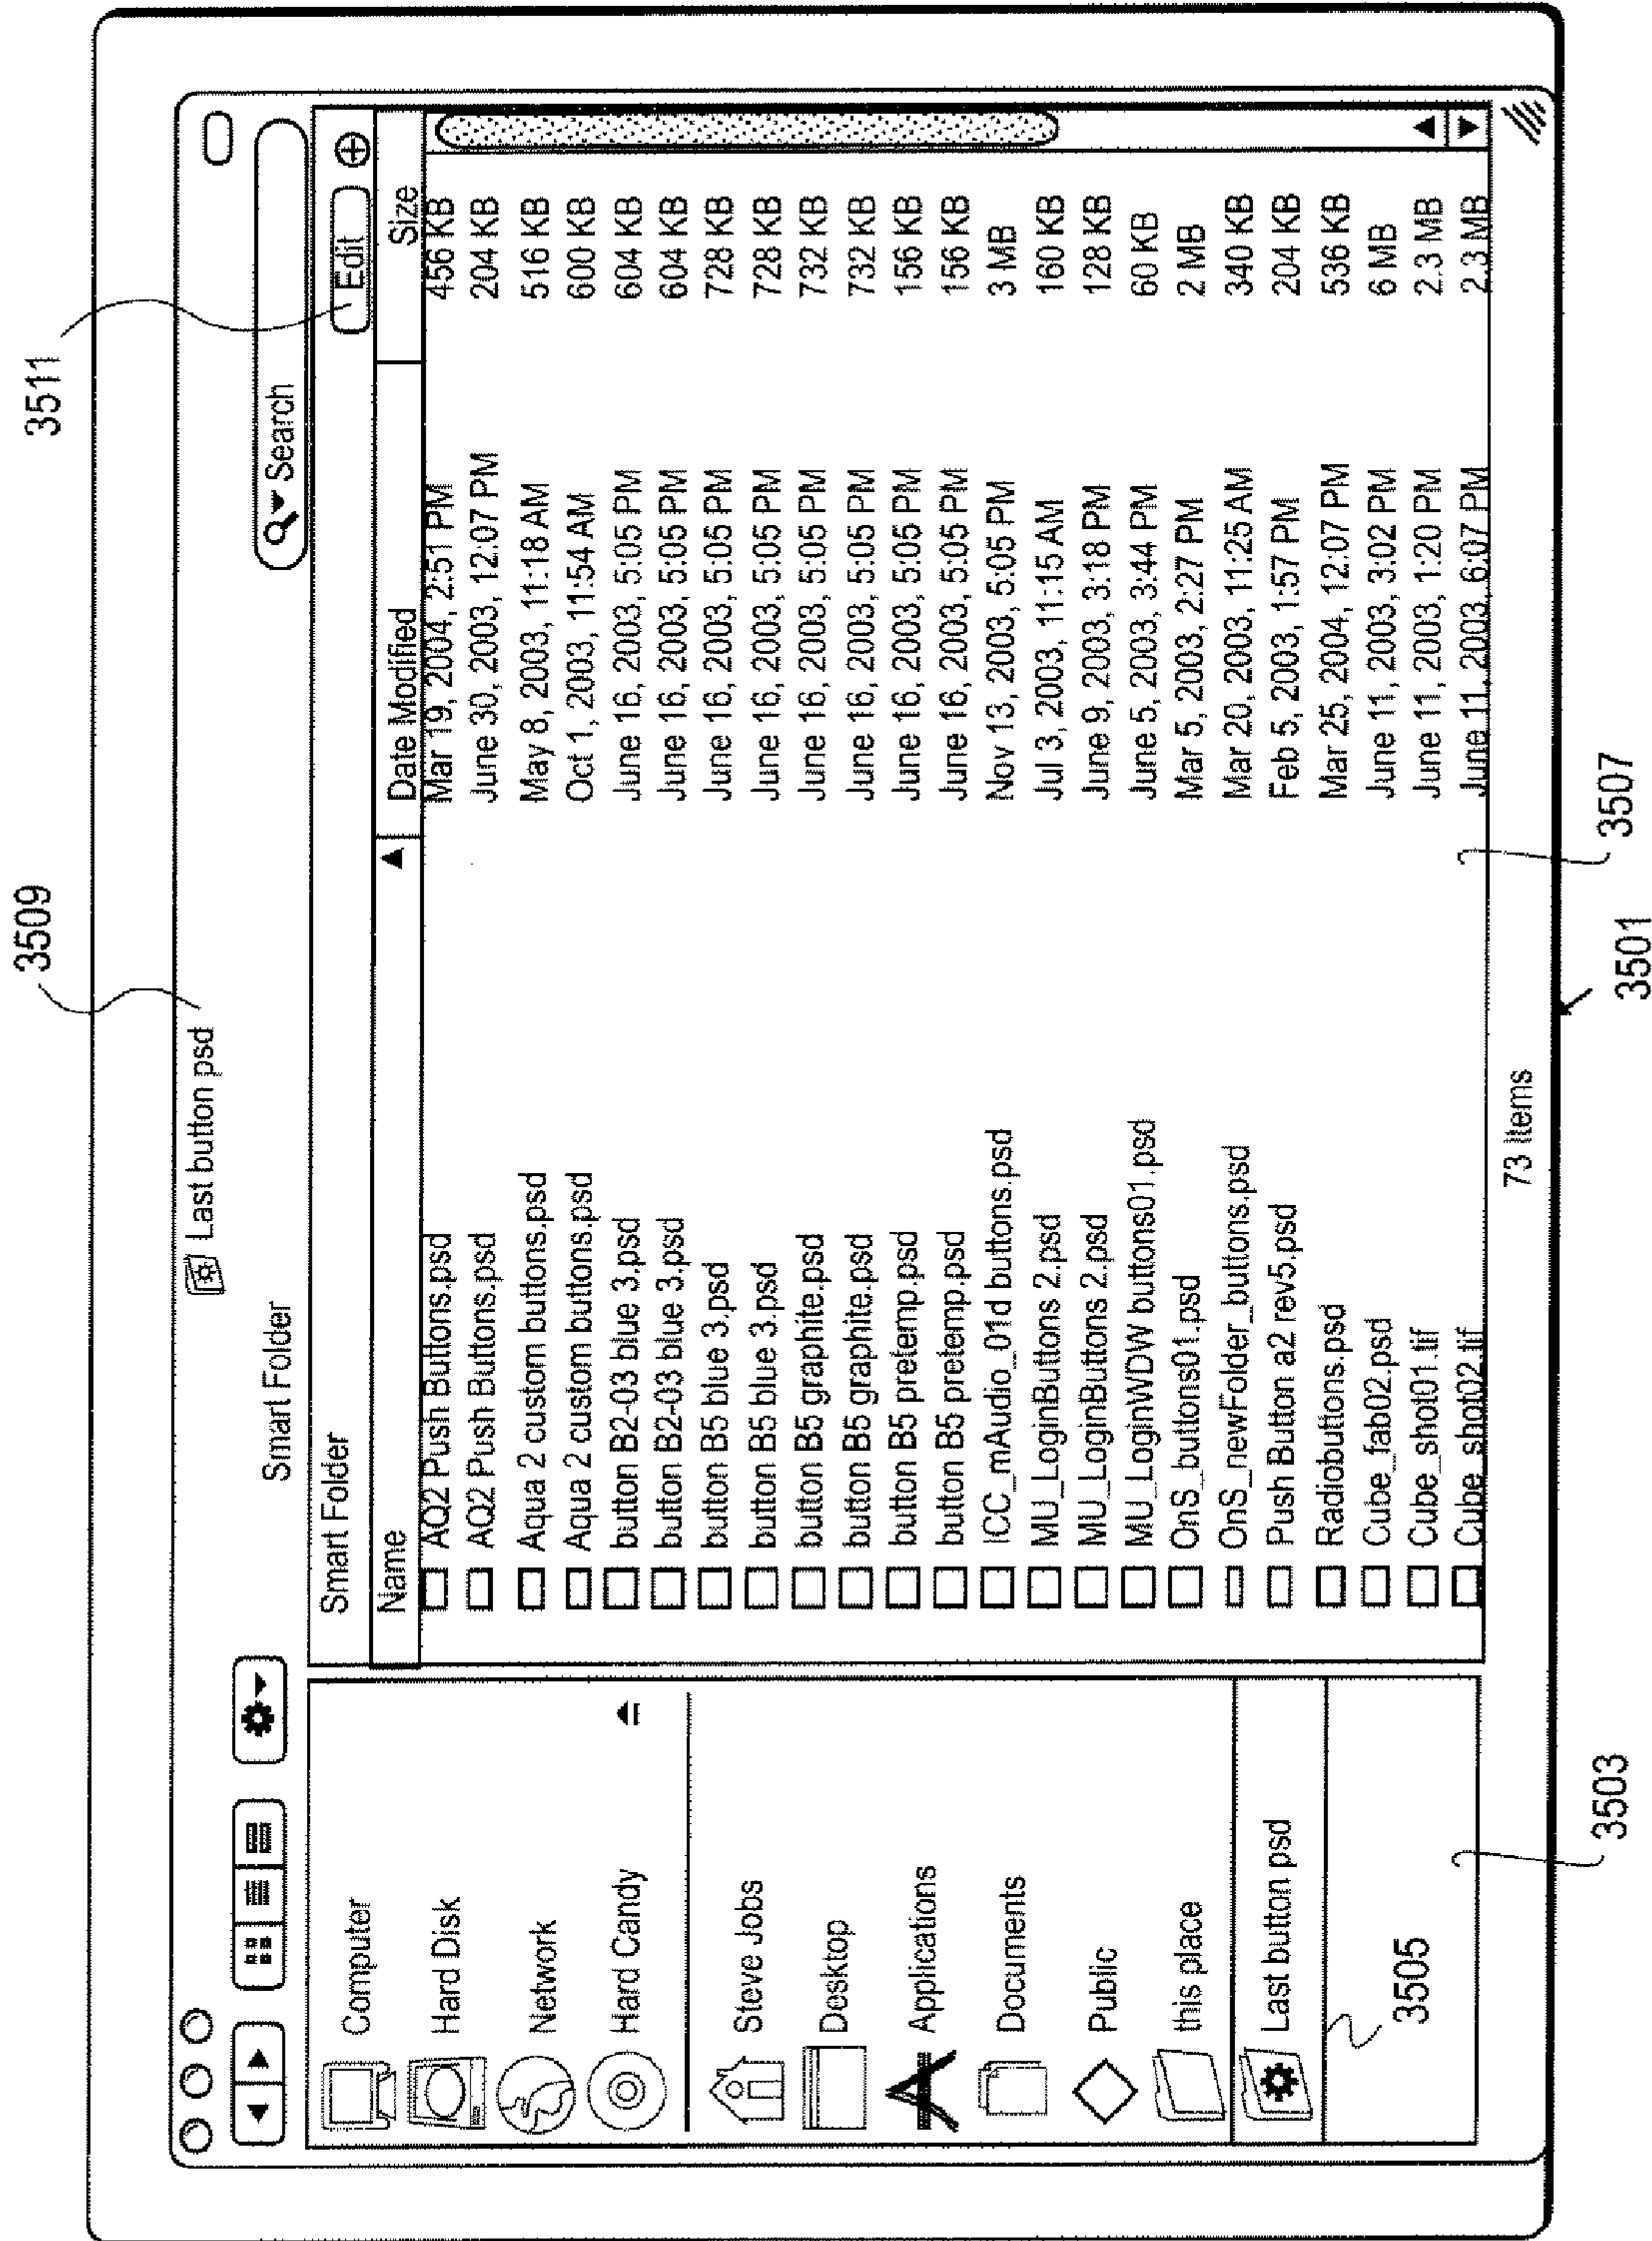 3509
3511
Last button psd
Smart Folder
Search
Smart Folder
Edit
Name Date Modified Size
AQ2 Push Buttons.psd Mar 19, 2004, 2:51 PM 456 KB
AQ2 Push Buttons.psd June 30, 2003, 12:07 PM 204 KB
Aqua 2 custom buttons.psd May 8, 2003, 11:18 AM 516 KB
Aqua 2 custom buttons.psd Oct 1, 2003, 11:54 AM 600 KB
button B2-03 blue 3.psd June 16, 2003, 5:05 PM 604 KB
button B2-03 blue 3.psd June 16, 2003, 5:05 PM 604 KB
button B5 blue 3.psd June 16, 2003, 5:05 PM 728 KB
button B5 blue 3.psd June 16, 2003, 5:05 PM 728 KB
button B5 graphite.psd June 16, 2003, 5:05 PM 732 KB
button B5 graphite.psd June 16, 2003, 5:05 PM 732 KB
button B5 pretemp.psd June 16, 2003, 5:05 PM 156 KB
button B5 pretemp.psd June 16, 2003, 5:05 PM 156 KB
ICC_mAudio_01d buttons.psd Nov 13, 2003, 5:05 PM 3 MB
MU_LoginButtons 2.psd Jul 3, 2003, 11:15 AM 160 KB
MU_LoginButtons 2.psd June 9, 2003, 3:18 PM 128 KB
MU_LoginWDW buttons01.psd June 5, 2003, 3:44 PM 60 KB
OnS_buttons01.psd Mar 5, 2003, 2:27 PM 2 MB
OnS_newFolder_buttons.psd Mar 20, 2003, 11:25 AM 340 KB
Push Button a2 rev5.psd Feb 5, 2003, 1:57 PM 204 KB
Radiobuttons.psd Mar 25, 2004, 12:07 PM 536 KB
Cube_fab02.psd June 11, 2003, 3:02 PM 6 MB
Cube_shot01.tif June 11, 2003, 1:20 PM 2.3 MB
Cube_shot02.tif June 11, 2003, 6:07 PM 2.3 MB
Computer
Hard Disk
Network
Hard Candy
Steve Jobs
Desktop
Applications
Documents
Public
this place
Last button psd
3505
73 items
3503
3501
3507